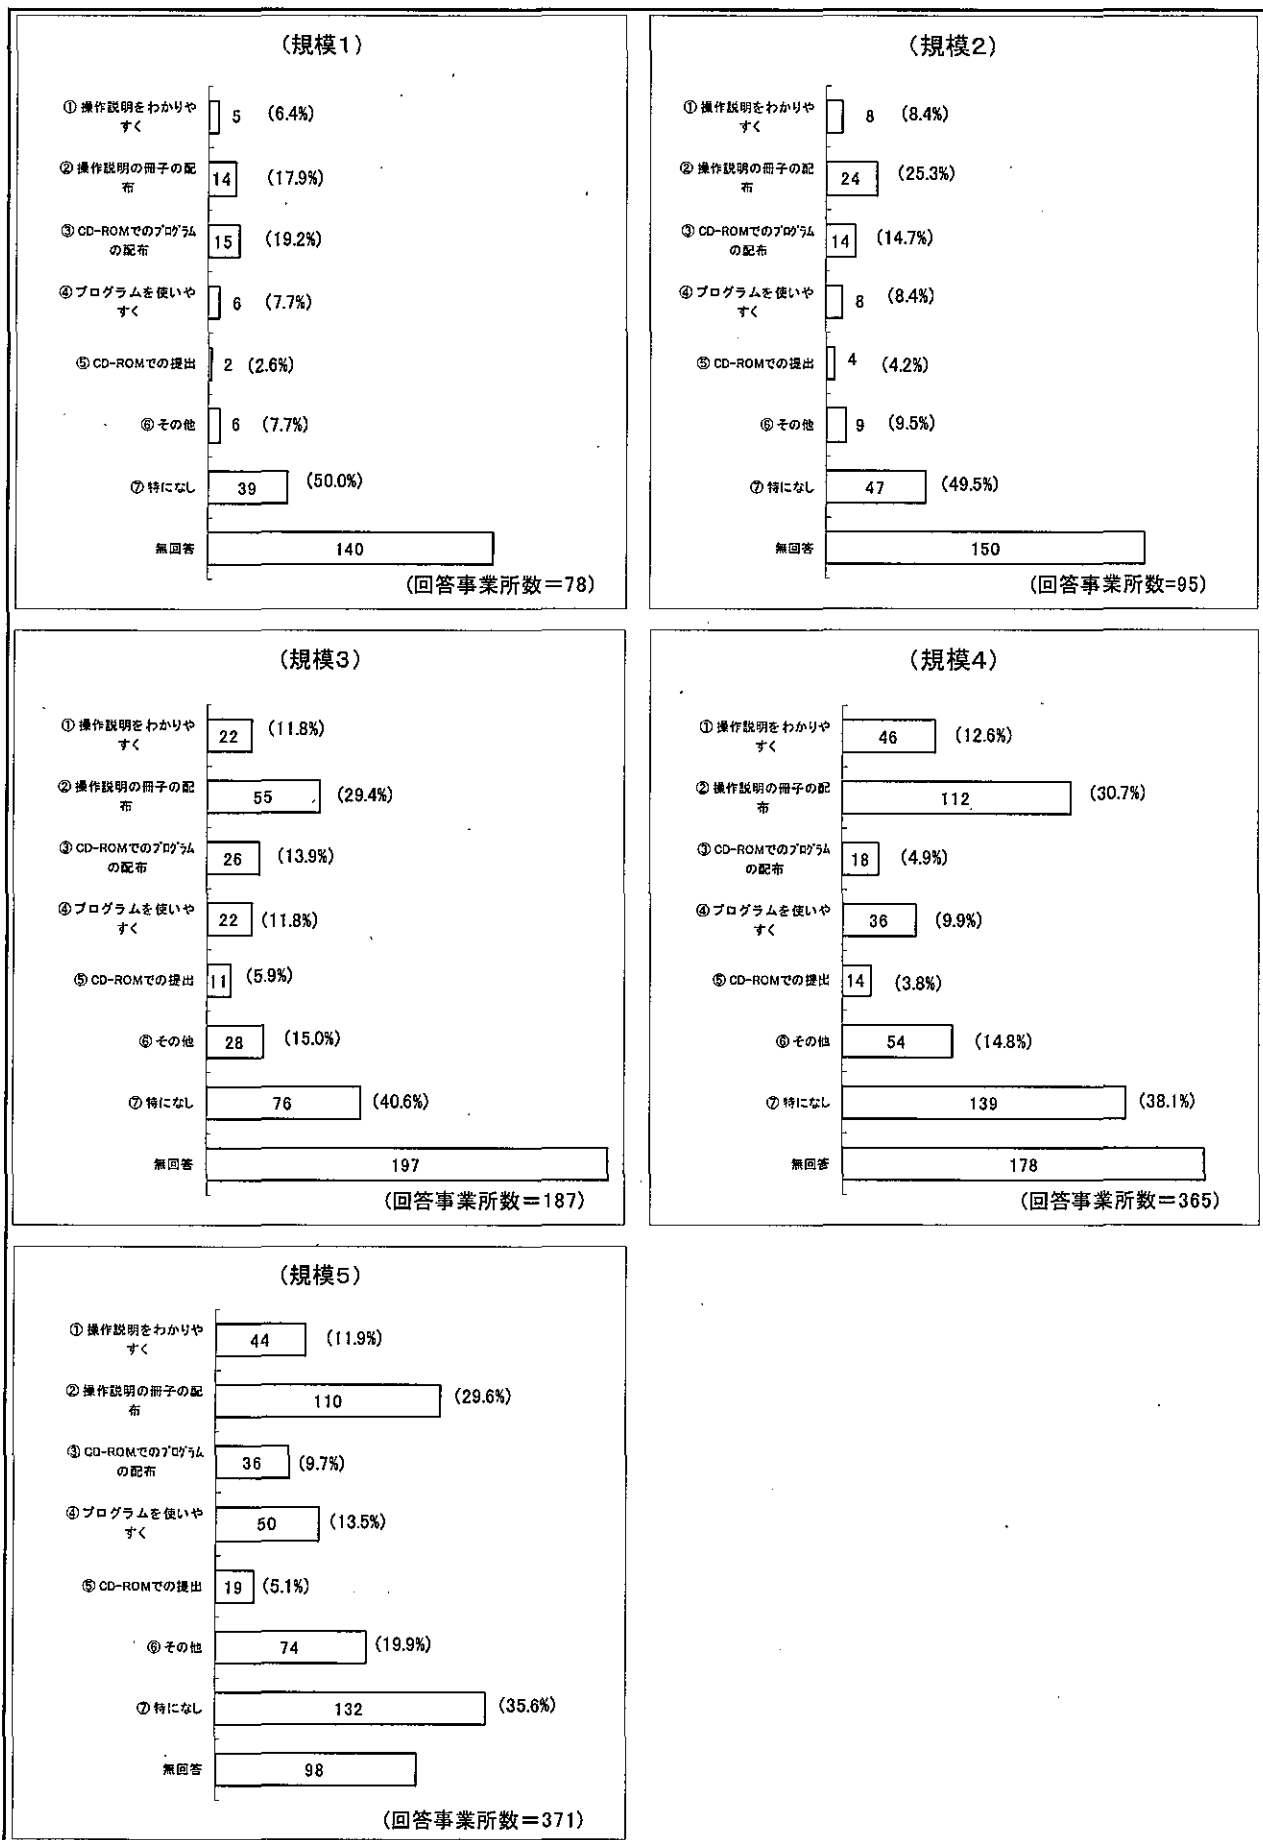 (規模1)
① 操作説明をわかりや
すく
5 (6.4%)
② 操作説明の冊子の配
布
14 (17.9%)
③ CD-ROMでのプログラム
の配布
15 (19.2%)
④ プログラムを使いや
すく
6 (7.7%)
⑤ CD-ROMでの提出 2 (2.6%)
⑥ その他 6 (7.7%)
⑦ 特になし 39 (50.0%)
無回答 140
(回答事業所数=78)
(規模2)
① 操作説明をわかりや
すく
8 (8.4%)
② 操作説明の冊子の配
布
24 (25.3%)
③ CD-ROMでのプログラム
の配布
14 (14.7%)
④ プログラムを使いや
すく
8 (8.4%)
⑤ CD-ROMでの提出 4 (4.2%)
⑥ その他 9 (9.5%)
⑦ 特になし 47 (49.5%)
無回答 150
(回答事業所数=95)
(規模3)
① 操作説明をわかりや
すく
22 (11.8%)
② 操作説明の冊子の配
布
55 (29.4%)
③ CD-ROMでのプログラム
の配布
26 (13.9%)
④ プログラムを使いや
すく
22 (11.8%)
⑤ CD-ROMでの提出 11 (5.9%)
⑥ その他 28 (15.0%)
⑦ 特になし 76 (40.6%)
無回答 197
(回答事業所数=187)
(規模4)
① 操作説明をわかりや
すく
46 (12.6%)
② 操作説明の冊子の配
布
112 (30.7%)
③ CD-ROMでのプログラム
の配布
18 (4.9%)
④ プログラムを使いや
すく
36 (9.9%)
⑤ CD-ROMでの提出 14 (3.8%)
⑥ その他 54 (14.8%)
⑦ 特になし 139 (38.1%)
無回答 178
(回答事業所数=365)
(規模5)
① 操作説明をわかりや
すく
44 (11.9%)
② 操作説明の冊子の配
布
110 (29.6%)
③ CD-ROMでのプログラム
の配布
36 (9.7%)
④ プログラムを使いや
すく
50 (13.5%)
⑤ CD-ROMでの提出 19 (5.1%)
⑥ その他 74 (19.9%)
⑦ 特になし 132 (35.6%)
無回答 98
(回答事業所数=371)